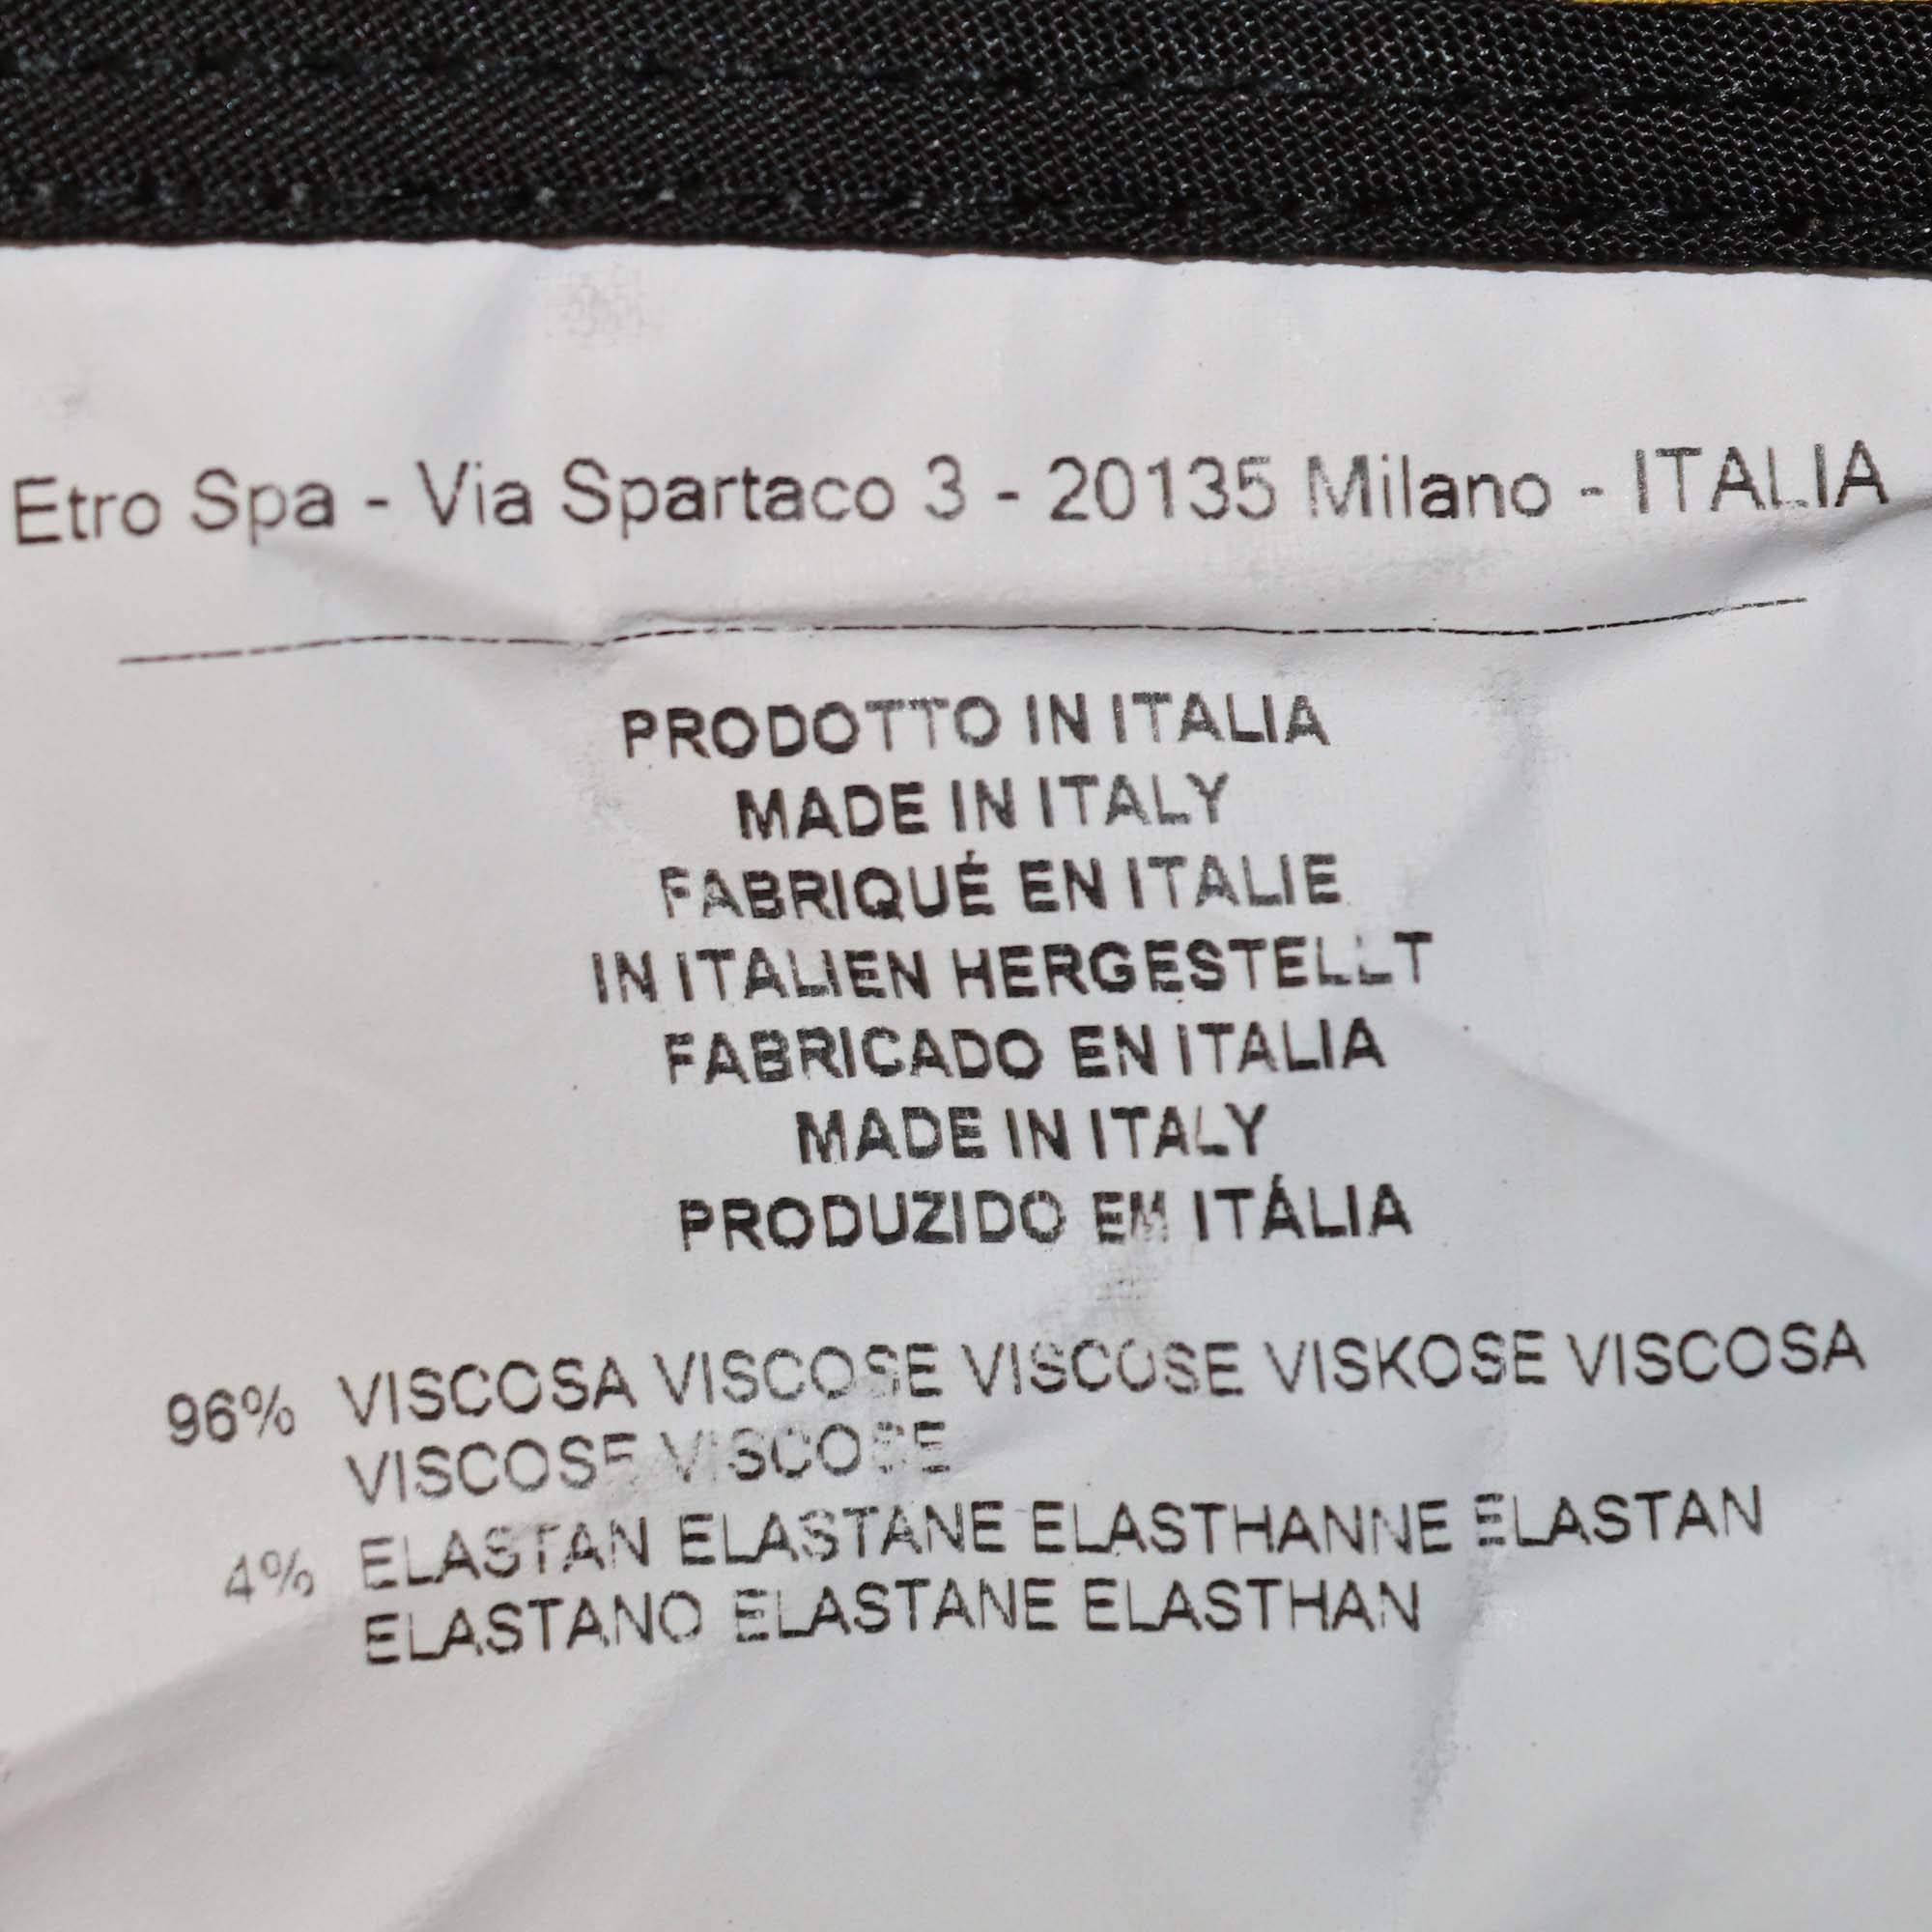 Etro Spa - Via Spartaco 3 - 20135 Milano - ITALIA
PRODOTTO IN ITALIA
MADE IN ITALY
FABRIQUÉ EN ITALIE
IN ITALIEN HERGESTELLT
FABRICADO EN ITALIA
MADE IN ITALY
PRODUZIDO EM ITÁLIA
96% VISCOSA VISCOSE VISCOSE VISKOSE VISCOSA
VISCOSE VISCOSE
4% ELASTAN ELASTANE ELASTHANNE ELASTAN
ELASTANO ELASTANE ELASTHAN